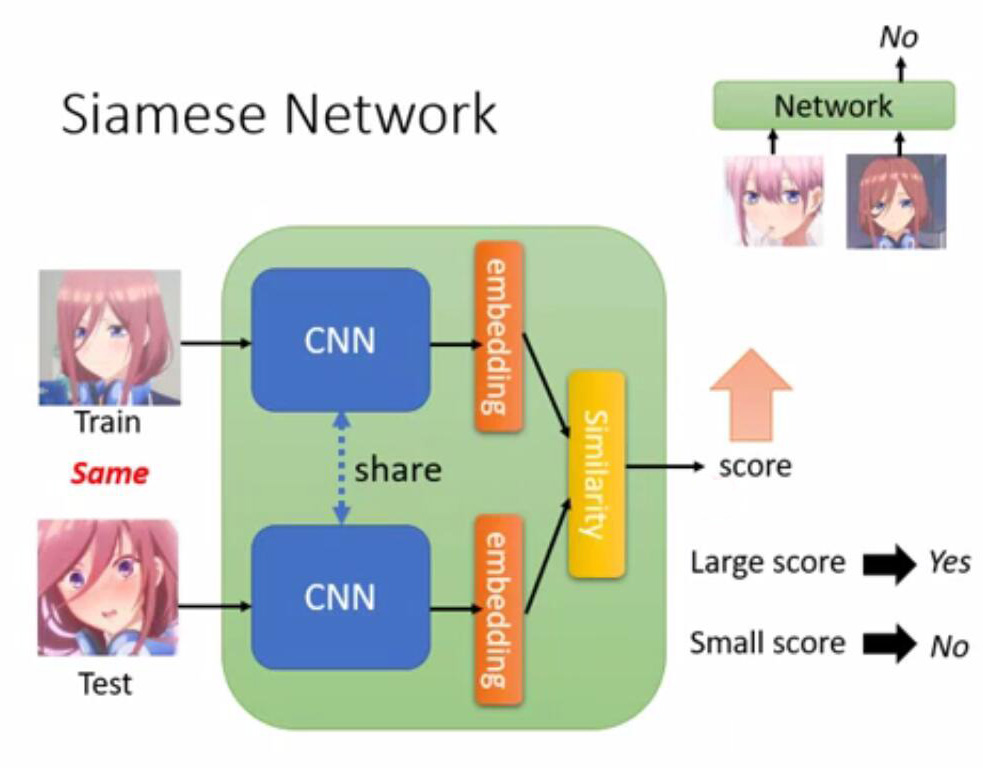 Siamese Network
No
Network
CNN
embedding
Train
Same
share
Similarity
score
CNN
embedding
Test
Large score
Yes
Small score
No